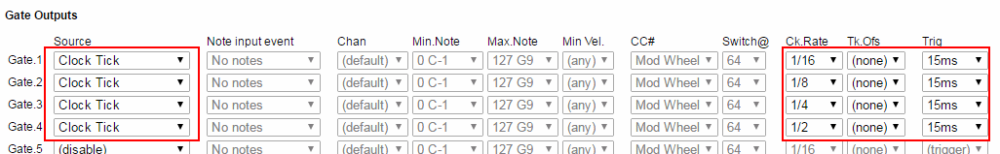 Gate Outputs
Source Note input event Chan Min.Note Max.Note Min Vel. CC# Switch@ Ck.Rate Tk.Ofs Trig
Gate.1 Clock Tick No notes (default) 0 C-1 127 G9 (any) Mod Wheel 64 1/16 (none) 15ms
Gate.2 Clock Tick No notes (default) 0 C-1 127 G9 (any) Mod Wheel 64 1/8 (none) 15ms
Gate.3 Clock Tick No notes (default) 0 C-1 127 G9 (any) Mod Wheel 64 1/4 (none) 15ms
Gate.4 Clock Tick No notes (default) 0 C-1 127 G9 (any) Mod Wheel 64 1/2 (none) 15ms
Gate.5 (disable) No notes (default) 0 C-1 127 G9 (any) Mod Wheel 64 1/16 (none) (trigger)